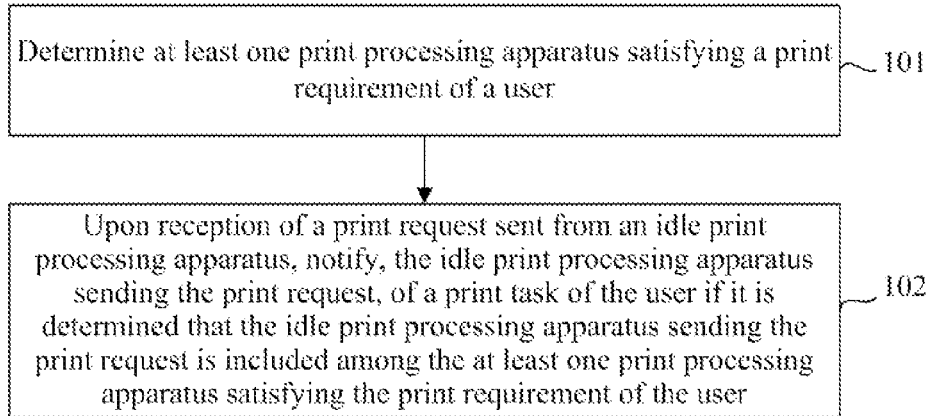 Determine at least one print processing apparatus satisfying a print
requirement of a user
101
Upon reception of a print request sent from an idle print
processing apparatus, notify, the idle print processing apparatus
sending the print request, of a print task of the user if it is
determined that the idle print processing apparatus sending the
print request is included among the at least one print processing
apparatus satisfying the print requirement of the user
102